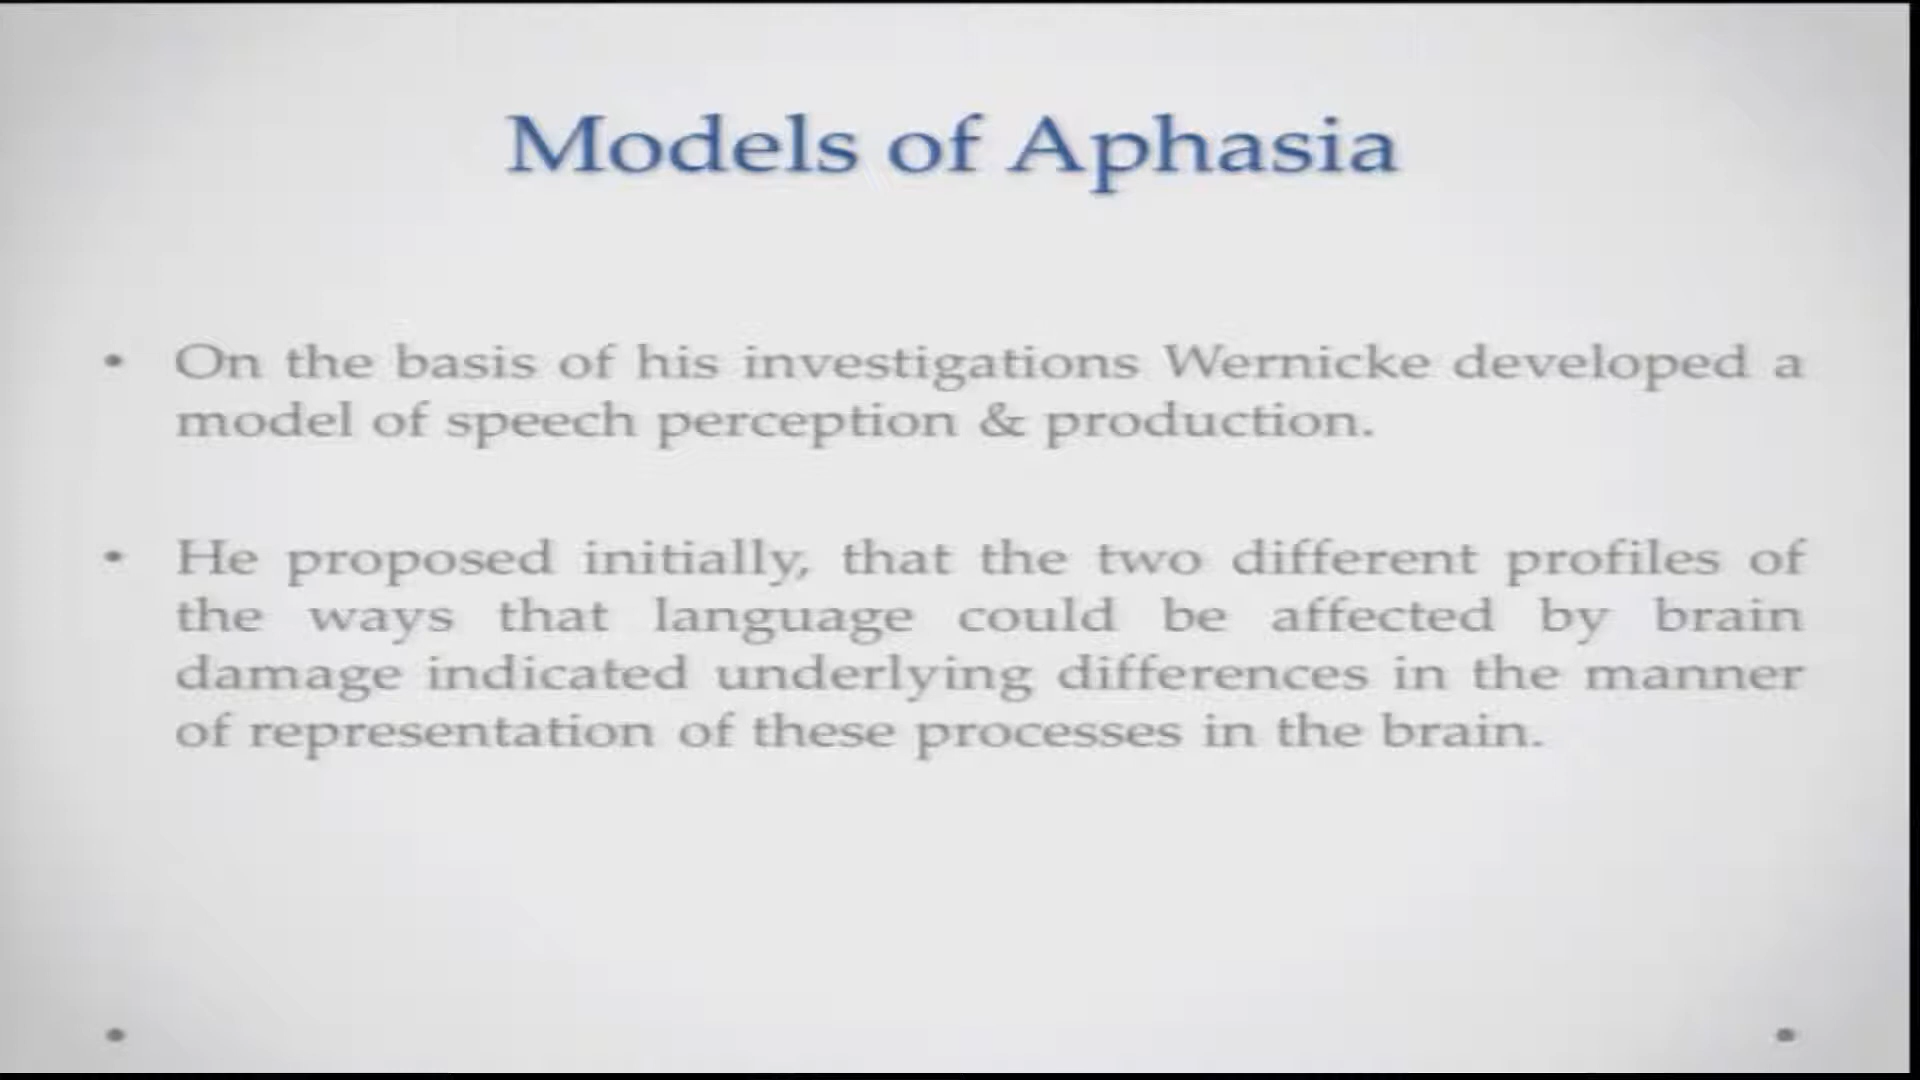 Models of Aphasia
• On the basis of his investigations Wernicke developed a
model of speech perception & production.
• He proposed initially, that the two different profiles of
the ways that language could be affected by brain
damage indicated underlying differences in the manner
of representation of these processes in the brain.